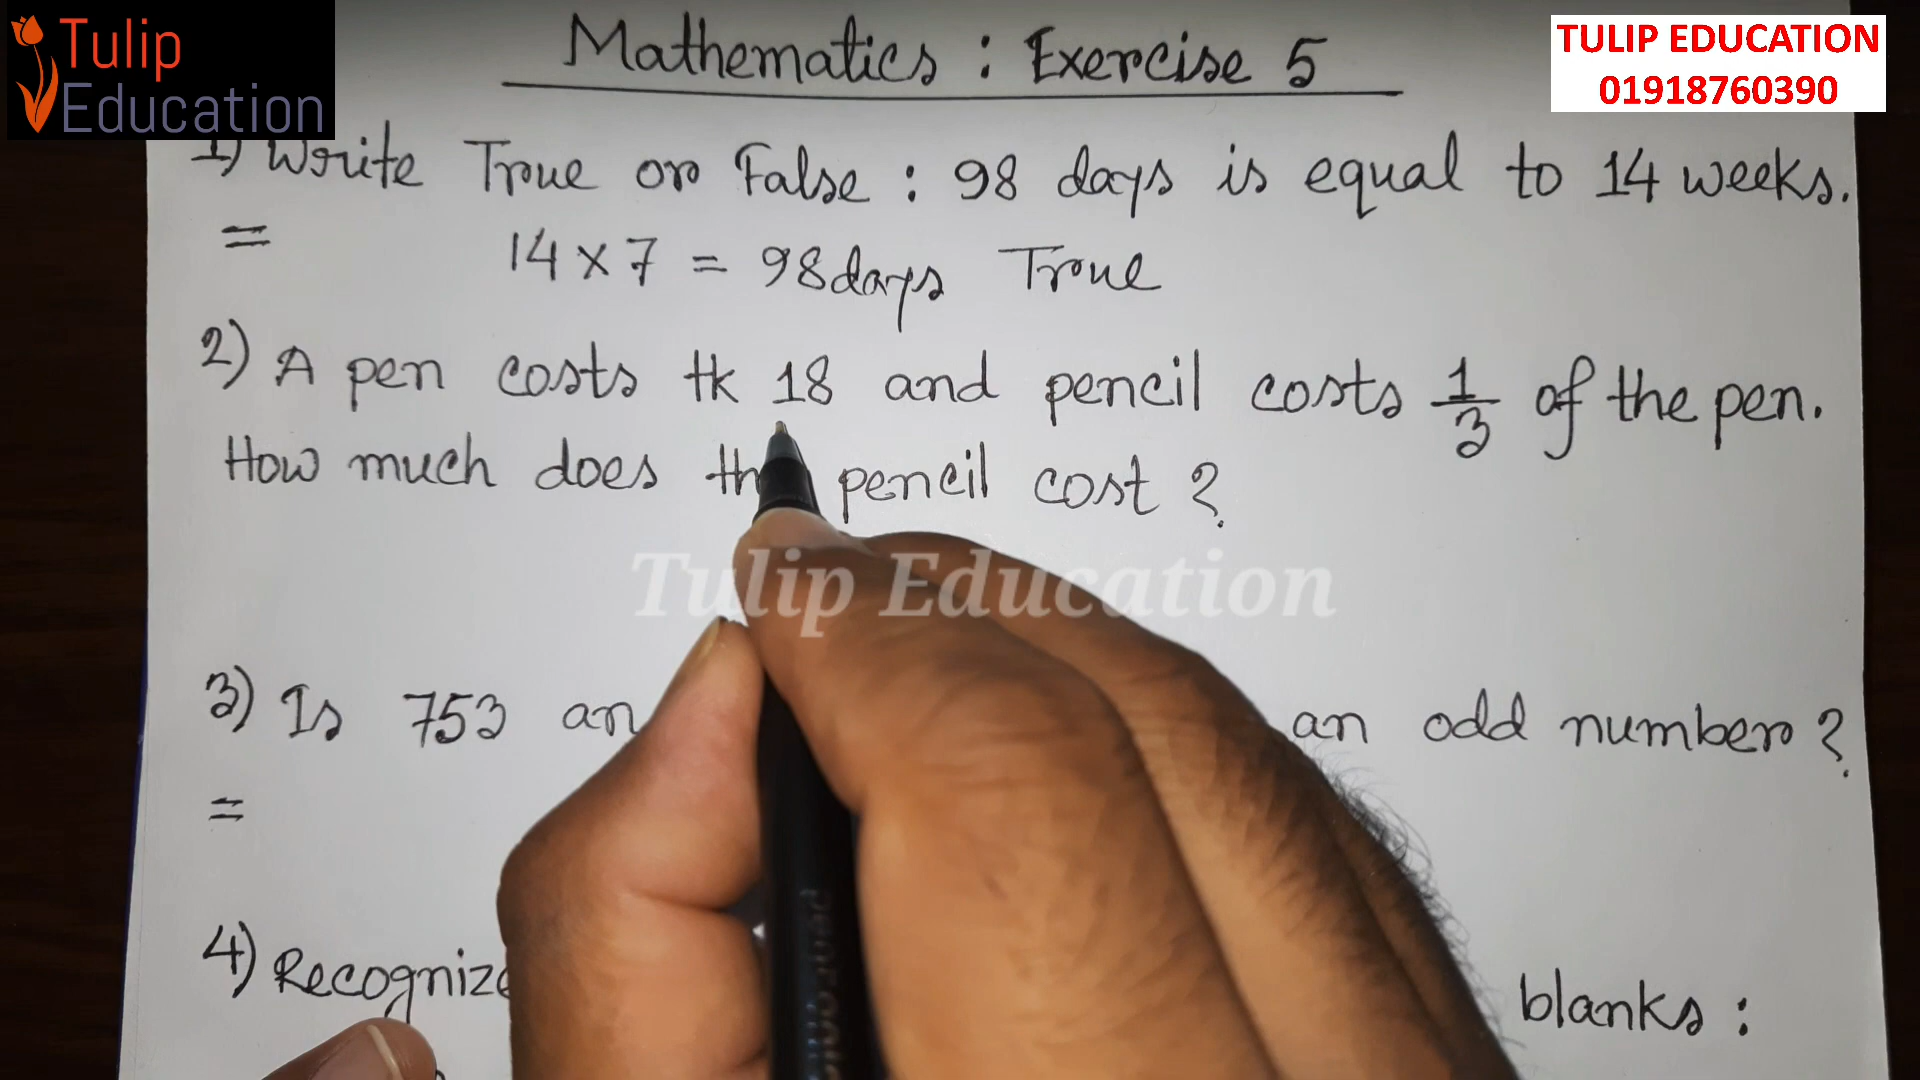 Tulip
Education
TULIP EDUCATION
01918760390
Mathematics : Exercise 5
1) Write True or False : 98 days is equal to 14 weeks.
= 14 × 7 = 98 days True
2) A pen costs tk 18 and pencil costs 1/3 of the pen.
How much does pencil cost ?
Tulip Education
3) Is 753 an an odd number ?
=
4) blanks :